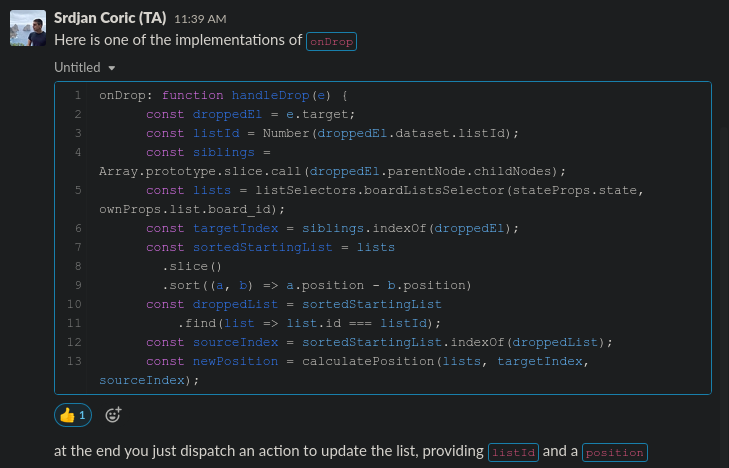 Srdjan Coric (TA) 11:39 AM
Here is one of the implementations of onDrop
Untitled
1 onDrop: function handleDrop(e) {
2 const droppedEl = e.target;
3 const listId = Number(droppedEl.dataset.listId);
4 const siblings =
Array.prototype.slice.call(droppedEl.parentNode.childNodes);
5 const lists = listSelectors.boardListsSelector(stateProps.state,
ownProps.list.board_id);
6 const targetIndex = siblings.indexOf(droppedEl);
7 const sortedStartingList = lists
8 .slice()
9 .sort((a, b) => a.position - b.position)
10 const droppedList = sortedStartingList
11 .find(list => list.id === listId);
12 const sourceIndex = sortedStartingList.indexOf(droppedList);
13 const newPosition = calculatePosition(lists, targetIndex,
sourceIndex);
👍 1
at the end you just dispatch an action to update the list, providing listId and a position